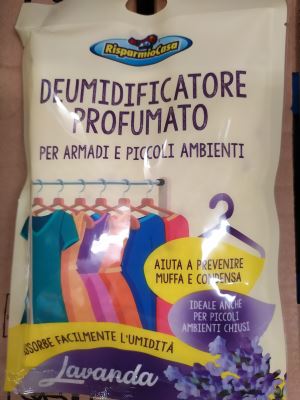 RisparmioCasa
DEUMIDIFICATORE
PROFUMATO
PER ARMADI E PICCOLI AMBIENTI
AIUTA A PREVENIRE
MUFFA E CONDENSA
IDEALE ANCHE
PER PICCOLI
AMBIENTI CHIUSI
ASSORBE FACILMENTE L'UMIDITÀ
Lavanda